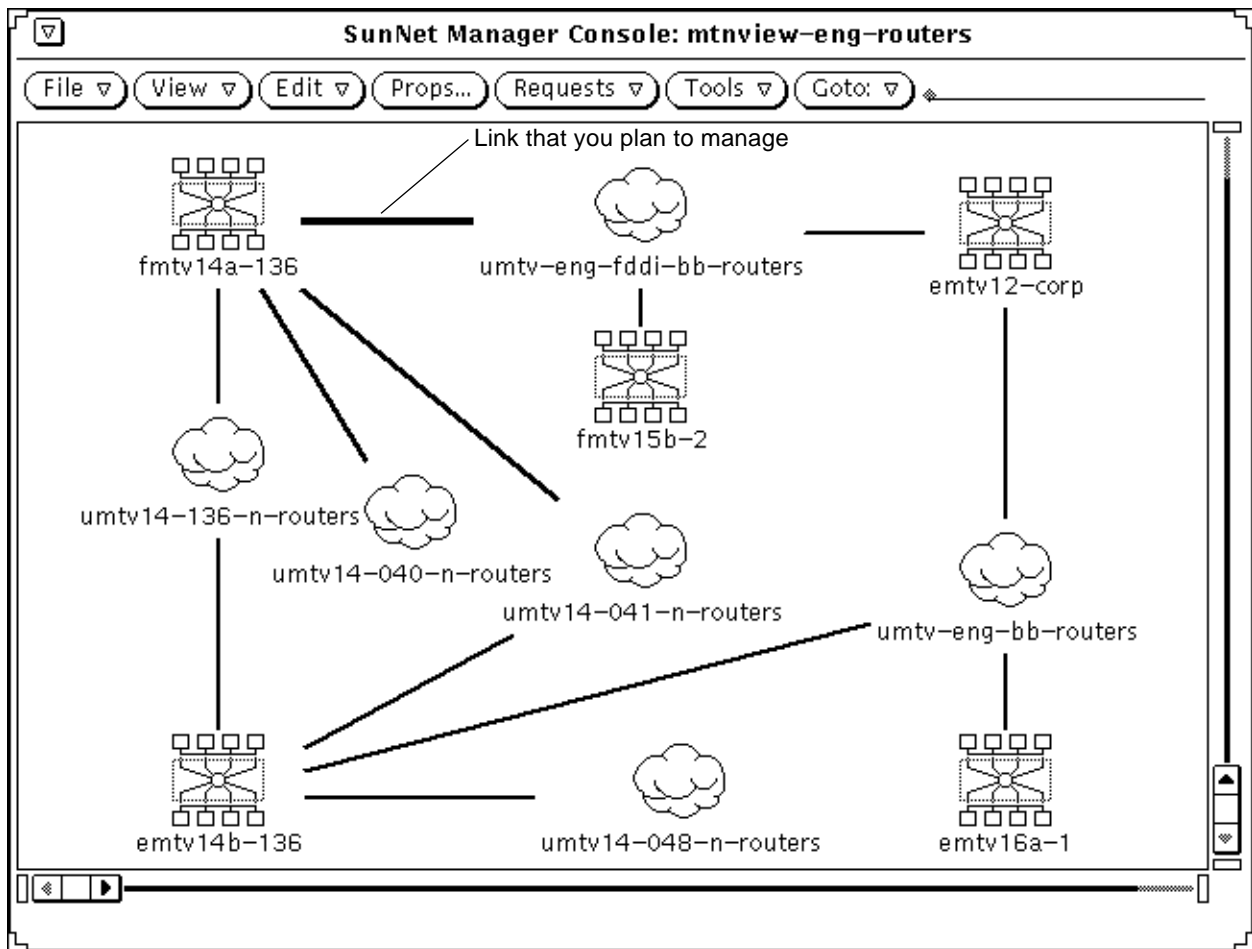 SunNet Manager Console: mtnview-eng-routers
File View Edit Props... Requests Tools Goto:
Link that you plan to manage
fmtv14a-136
umtv-eng-fddi-bb-routers
emtv12-corp
fmtv15b-2
umtv14-136-n-routers
umtv14-040-n-routers
umtv14-041-n-routers
umtv-eng-bb-routers
emtv14b-136
umtv14-048-n-routers
emtv16a-1